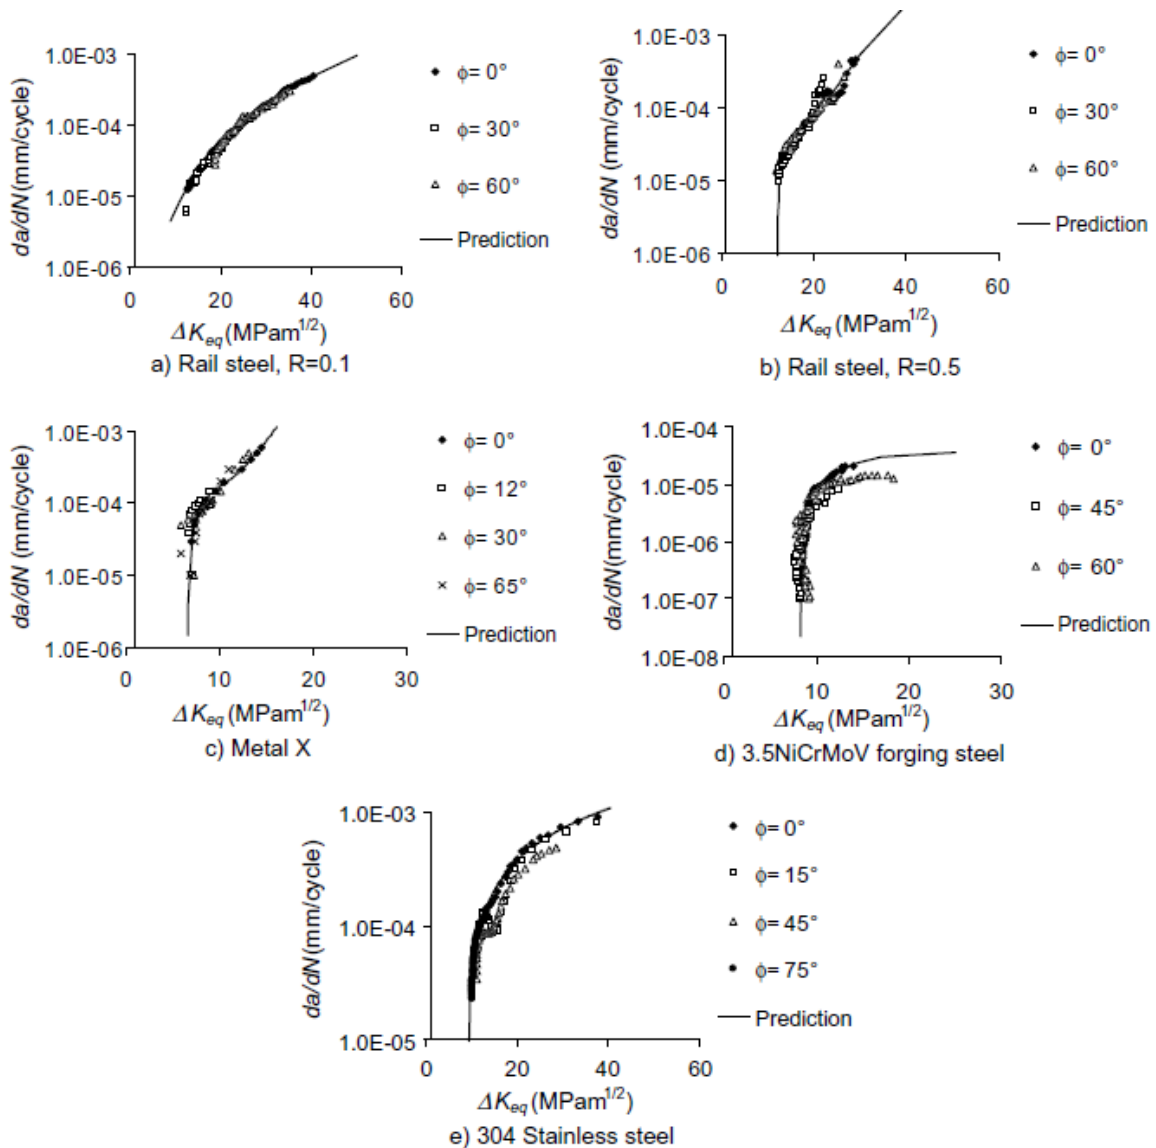 da/dN (mm/cycle)
1.0E-03
1.0E-04
1.0E-05
1.0E-06
0 20 40 60
ΔK_eq (MPam^1/2)
ϕ= 0°
ϕ= 30°
ϕ= 60°
Prediction
a) Rail steel, R=0.1
da/dN (mm/cycle)
1.0E-03
1.0E-04
1.0E-05
1.0E-06
0 20 40 60
ΔK_eq (MPam^1/2)
ϕ= 0°
ϕ= 30°
ϕ= 60°
Prediction
b) Rail steel, R=0.5
da/dN (mm/cycle)
1.0E-03
1.0E-04
1.0E-05
1.0E-06
0 10 20 30
ΔK_eq (MPam^1/2)
ϕ= 0°
ϕ= 12°
ϕ= 30°
ϕ= 65°
Prediction
c) Metal X
da/dN (mm/cycle)
1.0E-04
1.0E-05
1.0E-06
1.0E-07
1.0E-08
0 10 20 30
ΔK_eq (MPam^1/2)
ϕ= 0°
ϕ= 45°
ϕ= 60°
Prediction
d) 3.5NiCrMoV forging steel
da/dN (mm/cycle)
1.0E-03
1.0E-04
1.0E-05
0 20 40 60
ΔK_eq (MPam^1/2)
ϕ= 0°
ϕ= 15°
ϕ= 45°
ϕ= 75°
Prediction
e) 304 Stainless steel